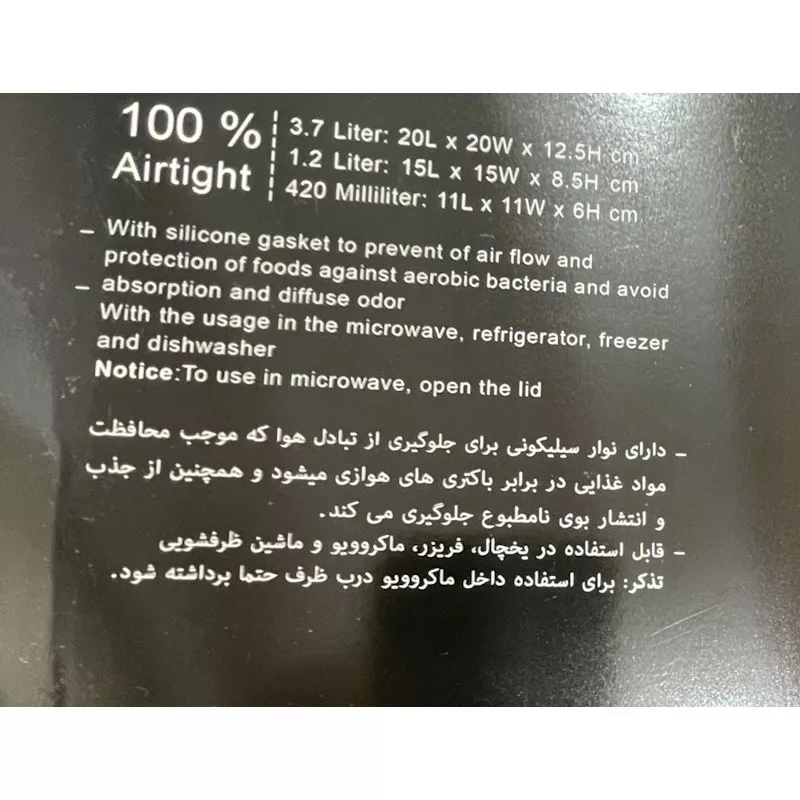 100 %
Airtight
3.7 Liter: 20L x 20W x 12.5H cm
1.2 Liter: 15L x 15W x 8.5H cm
420 Milliliter: 11L x 11W x 6H cm
– With silicone gasket to prevent of air flow and
protection of foods against aerobic bacteria and avoid
– absorption and diffuse odor
With the usage in the microwave, refrigerator, freezer
and dishwasher
Notice:To use in microwave, open the lid
– دارای نوار سیلیکونی برای جلوگیری از تبادل هوا که موجب محافظت
مواد غذایی در برابر باکتری های هوازی میشود و همچنین از جذب
و انتشار بوی نامطبوع جلوگیری می کند.
– قابل استفاده در یخچال، فریزر، ماکروویو و ماشین ظرفشویی
تذکر: برای استفاده داخل ماکروویو درب ظرف حتما برداشته شود.